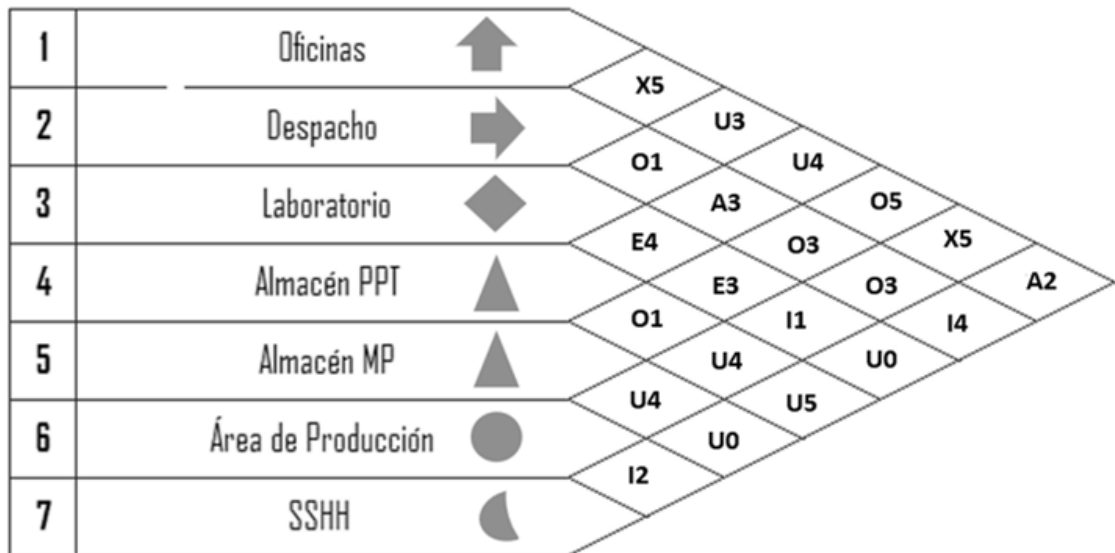 1 Oficinas
X5
2 Despacho U3
O1 U4
3 Laboratorio A3 O5
E4 O3 X5
4 Almacén PPT E3 O3 A2
O1 I1 I4
5 Almacén MP U4 U0
U4 U5
6 Área de Producción U0
I2
7 SSHH